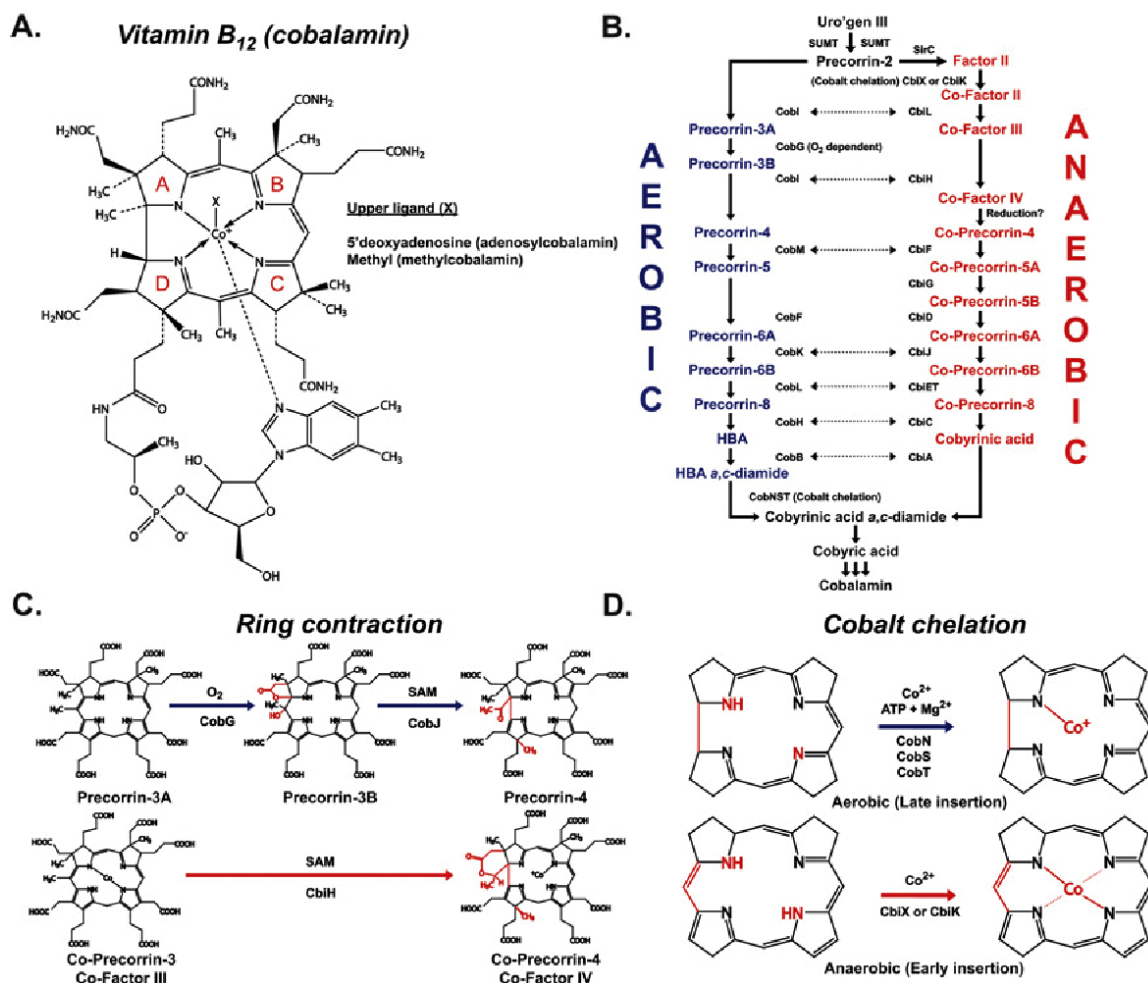 A.
Vitamin B12 (cobalamin)
CONH2
CONH2
H2NOC
CH3
CH3
CONH2
A
B
H3C
H3C
X
N
N
Co+
H
N
N
D
C
CH3
CH3
H2NOC
CH3
CH3
CONH2
HN
O
N
CH3
CH3
N
CH3
HO
O
O
P
O
O-
O
OH
Upper ligand (X)
5'deoxyadenosine (adenosylcobalamin)
Methyl (methylcobalamin)
B.
Uro'gen III
SUMT SUMT
Precorrin-2
SirC
Factor II
(Cobalt chelation) CbiX or CbiK
Co-Factor II
CobI CbiL
Precorrin-3A
Co-Factor III
CobG (O2 dependent)
Precorrin-3B
CobI CbiH
Co-Factor IV
Reduction?
Precorrin-4
Co-Precorrin-4
CobM CbiF
Precorrin-5
Co-Precorrin-5A
CbiG
Co-Precorrin-5B
CobF CbiD
Precorrin-6A
Co-Precorrin-6A
CobK CbiJ
Precorrin-6B
Co-Precorrin-6B
CobL CbiET
Precorrin-8
Co-Precorrin-8
CobH CbiC
HBA
Cobyrinic acid
CobB CbiA
HBA a,c-diamide
CobNST (Cobalt chelation)
Cobyrinic acid a,c-diamide
Cobyric acid
Cobalamin
AEROBIC
ANAEROBIC
C.
Ring contraction
O2
CobG
SAM
CobJ
Precorrin-3A
Precorrin-3B
Precorrin-4
SAM
CbiH
Co-Precorrin-3
Co-Factor III
Co-Precorrin-4
Co-Factor IV
D.
Cobalt chelation
NH
N
N
N
Co2+
ATP + Mg2+
CobN
CobS
CobT
N
N
Co+
N
N
Aerobic (Late insertion)
NH
N
N
HN
Co2+
CbiX or CbiK
N
N
Co
N
N
Anaerobic (Early insertion)